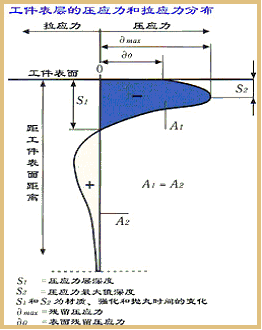 工件表层的压应力和拉应力分布
拉应力 0 压应力
∂max
∂0
工件表面
S1
S2
A1
距工件表面距离
−
+
A1 = A2
A2
S1 =压应力层深度
S2 =压应力最大值深度
S1和S2为材质、强化和抛丸时间的变化
∂max =残留压应力
∂0 =表面残留压应力